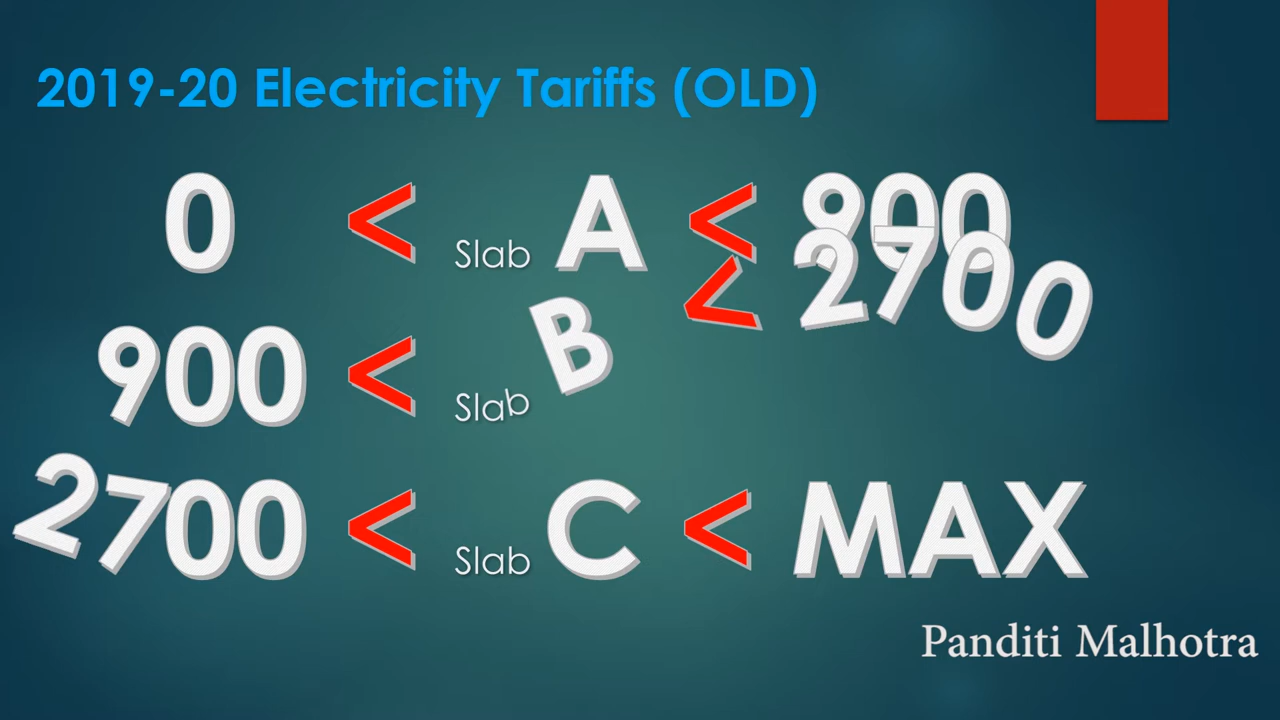 2019-20 Electricity Tariffs (OLD)
0 < Slab A < 900
900 < Slab B < 2700
2700 < Slab C < MAX
Panditi Malhotra